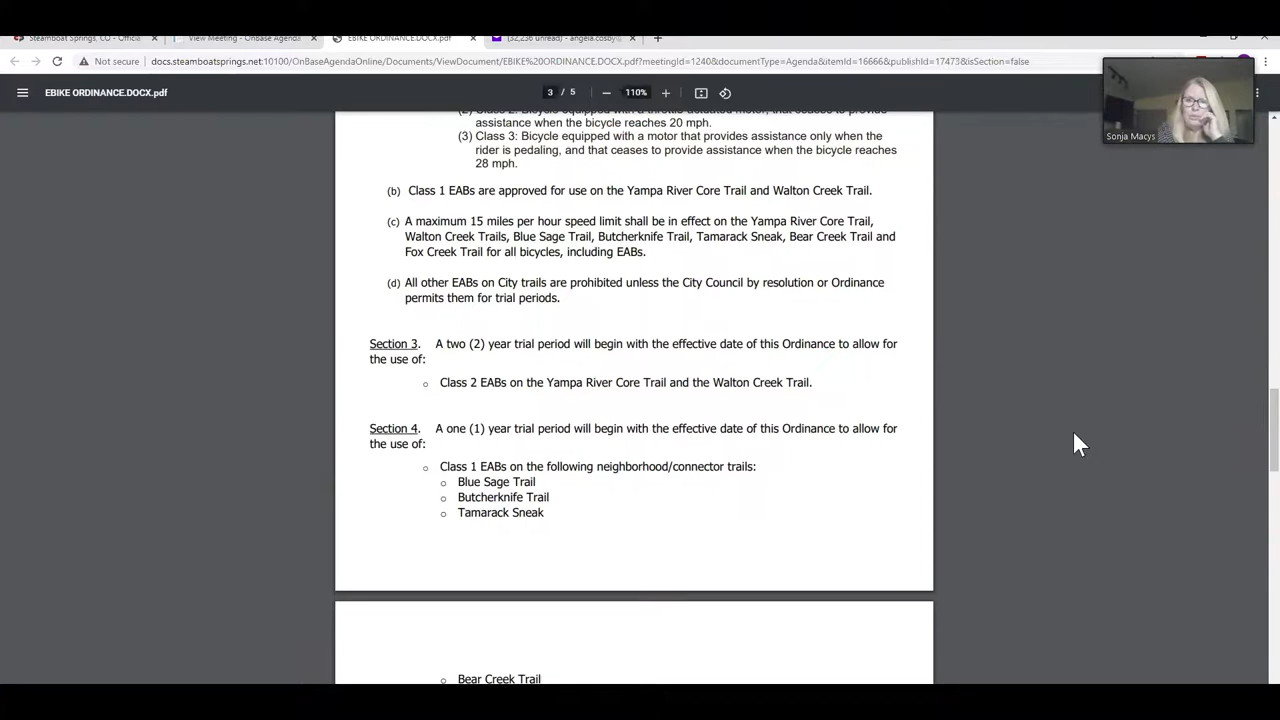 Steamboat Springs, CO - Official
View Meeting - OnBase Agenda
EBIKE ORDINANCE.DOCX.pdf
(32,236 unread) - angela.cosby
Not secure docs.steamboatsprings.net:10100/OnBaseAgendaOnline/Documents/ViewDocument/EBIKE%20ORDINANCE.DOCX.pdf?meetingId=1240&documentType=Agenda&itemId=16666&publishId=17473&isSection=false
EBIKE ORDINANCE.DOCX.pdf
3 / 5
110%
Sonja Macys
assistance when the bicycle reaches 20 mph.
(3) Class 3: Bicycle equipped with a motor that provides assistance only when the
rider is pedaling, and that ceases to provide assistance when the bicycle reaches
28 mph.
(b) Class 1 EABs are approved for use on the Yampa River Core Trail and Walton Creek Trail.
(c) A maximum 15 miles per hour speed limit shall be in effect on the Yampa River Core Trail,
Walton Creek Trails, Blue Sage Trail, Butcherknife Trail, Tamarack Sneak, Bear Creek Trail and
Fox Creek Trail for all bicycles, including EABs.
(d) All other EABs on City trails are prohibited unless the City Council by resolution or Ordinance
permits them for trial periods.
Section 3. A two (2) year trial period will begin with the effective date of this Ordinance to allow for
the use of:
Class 2 EABs on the Yampa River Core Trail and the Walton Creek Trail.
Section 4. A one (1) year trial period will begin with the effective date of this Ordinance to allow for
the use of:
Class 1 EABs on the following neighborhood/connector trails:
Blue Sage Trail
Butcherknife Trail
Tamarack Sneak
Bear Creek Trail